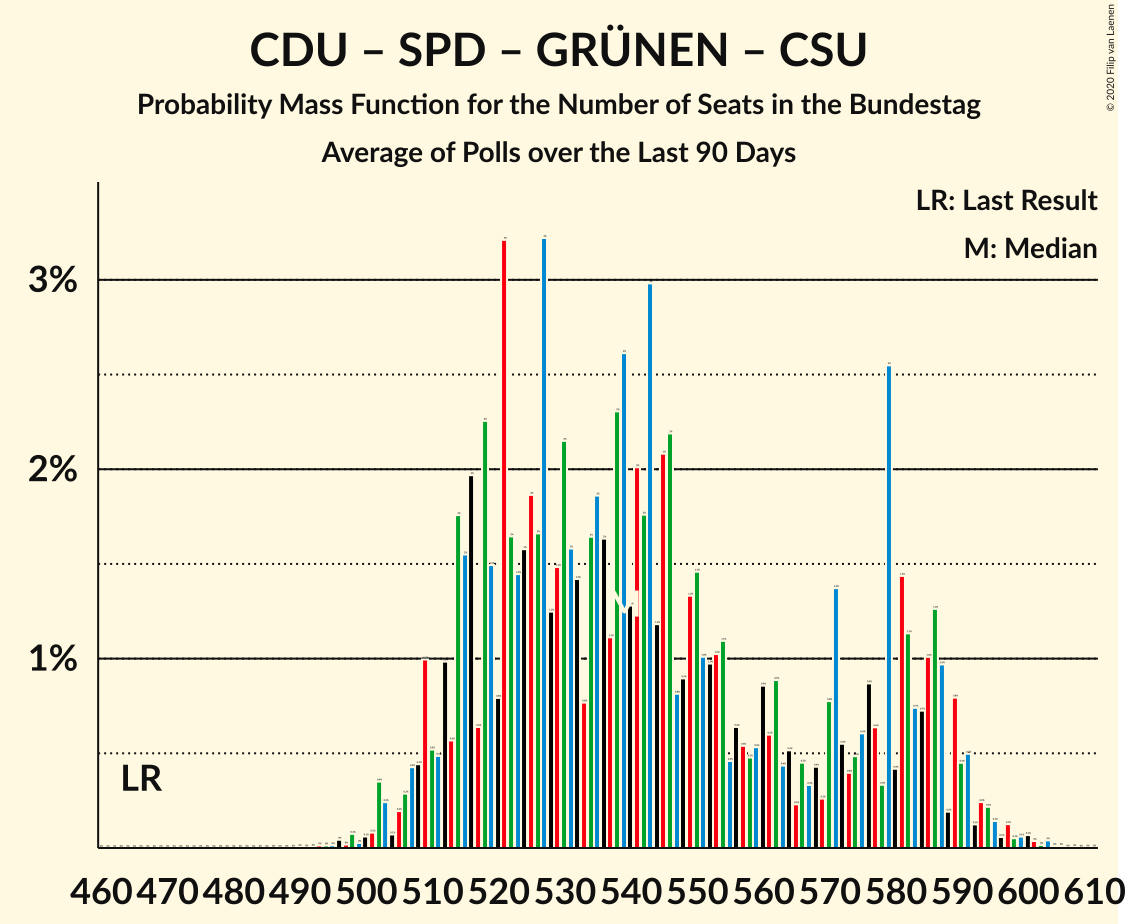 CDU – SPD – GRÜNEN – CSU
Probability Mass Function for the Number of Seats in the Bundestag
Average of Polls over the Last 90 Days
© 2020 Filip van Laenen
LR: Last Result
M: Median
3%
2%
1%
M
LR
460 470 480 490 500 510 520 530 540 550 560 570 580 590 600 610